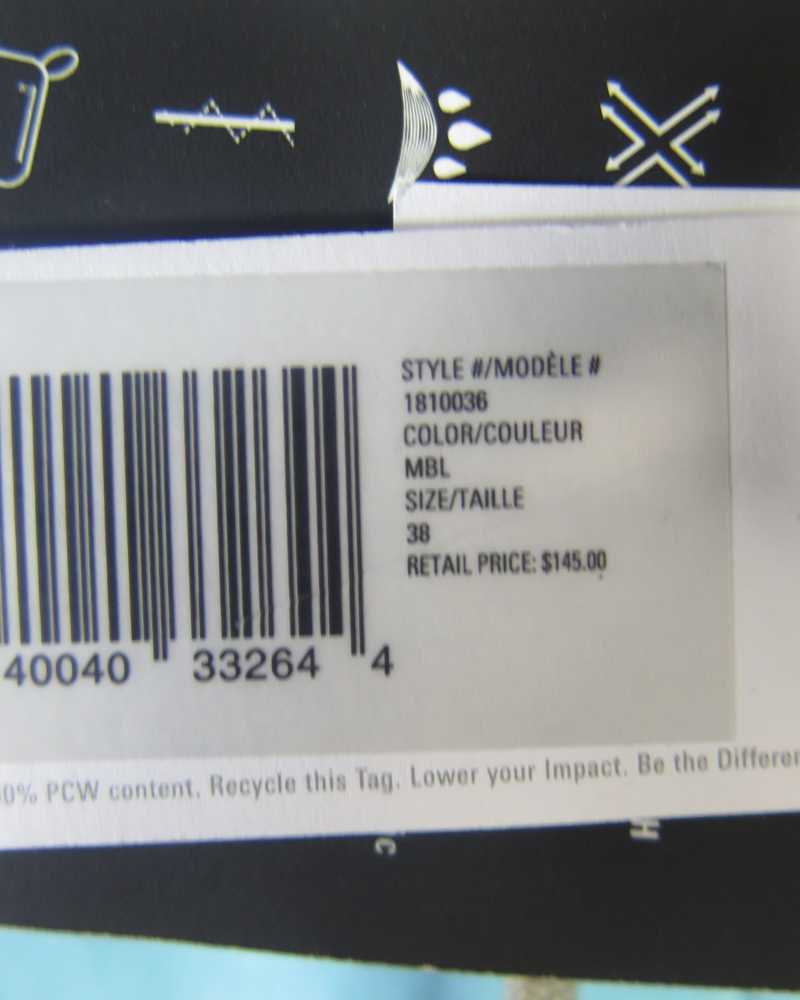 STYLE #/MODÈLE #
1810036
COLOR/COULEUR
MBL
SIZE/TAILLE
38
RETAIL PRICE: $145.00
40040 33264 4
0% PCW content. Recycle this Tag. Lower your Impact. Be the Differen
C
H